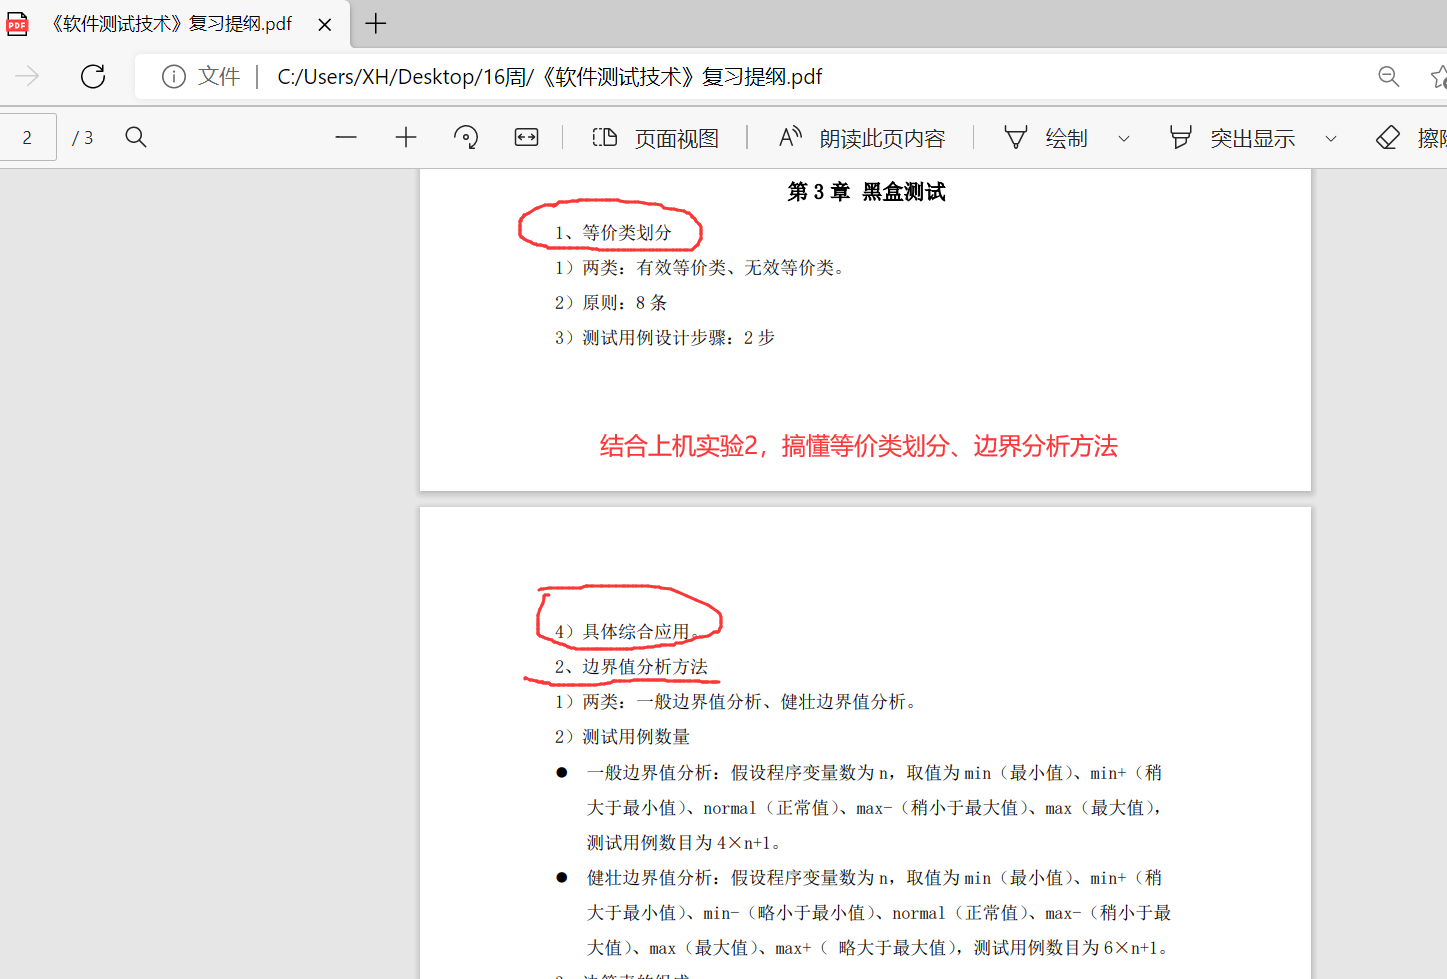 《软件测试技术》复习提纲.pdf
文件 | C:/Users/XH/Desktop/16周/《软件测试技术》复习提纲.pdf
2 / 3 页面视图 朗读此页内容 绘制 突出显示
第 3 章 黑盒测试
1、等价类划分
1）两类：有效等价类、无效等价类。
2）原则：8 条
3）测试用例设计步骤：2 步
结合上机实验2，搞懂等价类划分、边界分析方法
4）具体综合应用。
2、边界值分析方法
1）两类：一般边界值分析、健壮边界值分析。
2）测试用例数量
● 一般边界值分析：假设程序变量数为 n，取值为 min（最小值）、min+（稍
大于最小值）、normal（正常值）、max-（稍小于最大值）、max（最大值），
测试用例数目为 4×n+1。
● 健壮边界值分析：假设程序变量数为 n，取值为 min（最小值）、min+（稍
大于最小值）、min-（略小于最小值）、normal（正常值）、max-（稍小于最
大值）、max（最大值）、max+（ 略大于最大值），测试用例数目为 6×n+1。